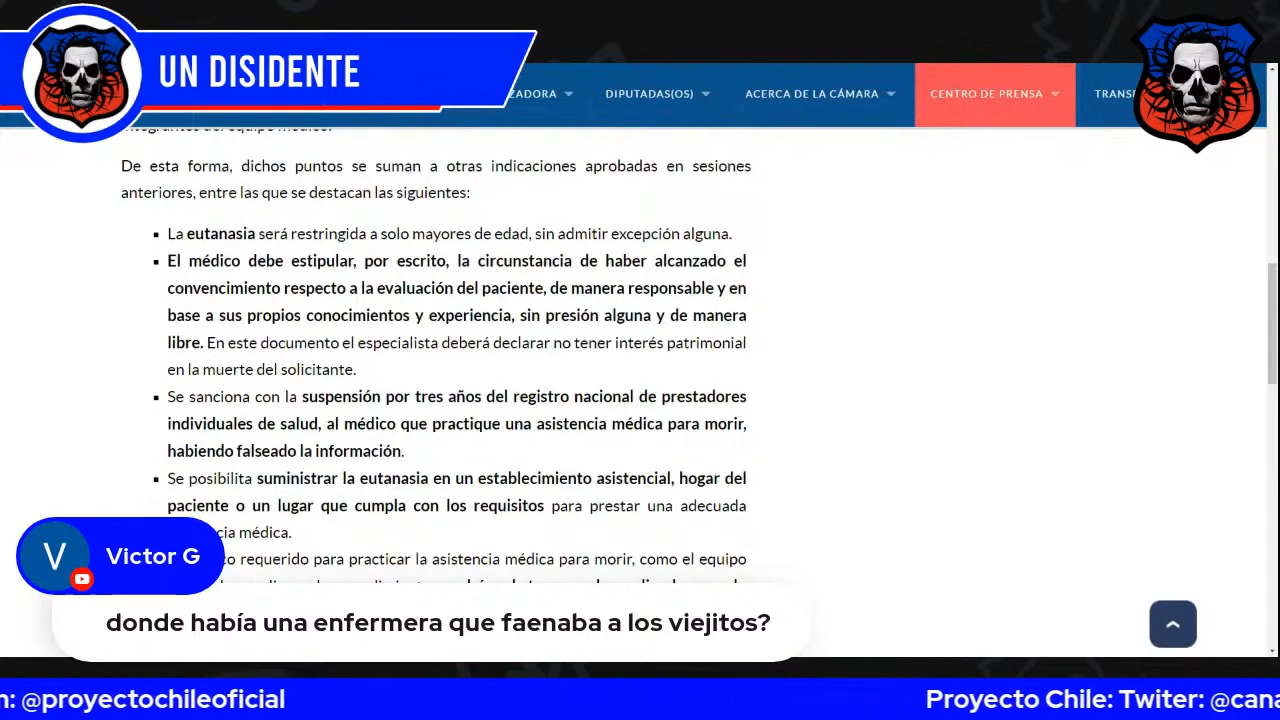 UN DISIDENTE
ZADORA
DIPUTADAS(OS)
ACERCA DE LA CÁMARA
CENTRO DE PRENSA
TRANSP
De esta forma, dichos puntos se suman a otras indicaciones aprobadas en sesiones
anteriores, entre las que se destacan las siguientes:
La eutanasia será restringida a solo mayores de edad, sin admitir excepción alguna.
El médico debe estipular, por escrito, la circunstancia de haber alcanzado el
convencimiento respecto a la evaluación del paciente, de manera responsable y en
base a sus propios conocimientos y experiencia, sin presión alguna y de manera
libre. En este documento el especialista deberá declarar no tener interés patrimonial
en la muerte del solicitante.
Se sanciona con la suspensión por tres años del registro nacional de prestadores
individuales de salud, al médico que practique una asistencia médica para morir,
habiendo falseado la información.
Se posibilita suministrar la eutanasia en un establecimiento asistencial, hogar del
paciente o un lugar que cumpla con los requisitos para prestar una adecuada
cia médica.
co requerido para practicar la asistencia médica para morir, como el equipo
V
Victor G
donde había una enfermera que faenaba a los viejitos?
n: @proyectochileoficial
Proyecto Chile: Twiter: @cana